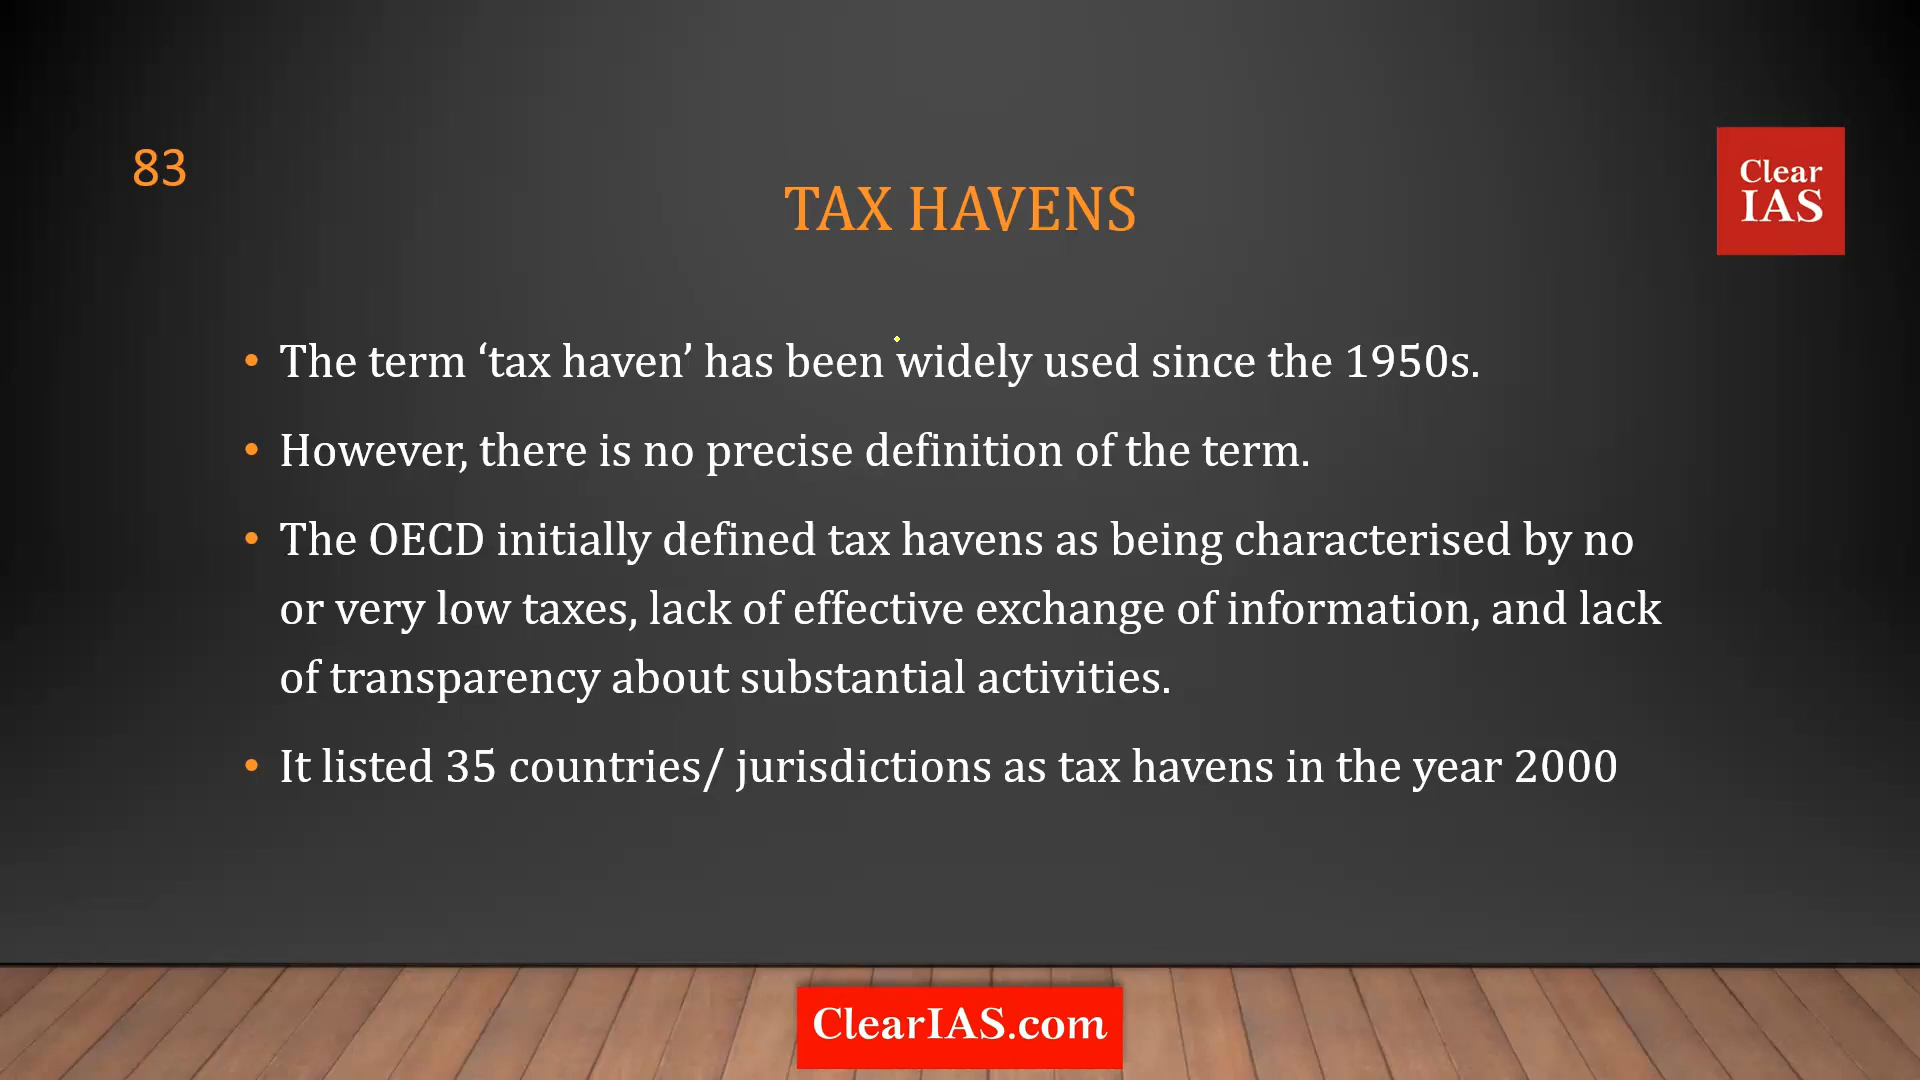 83
Clear
IAS
TAX HAVENS
• The term ‘tax haven’ has been widely used since the 1950s.
• However, there is no precise definition of the term.
• The OECD initially defined tax havens as being characterised by no
or very low taxes, lack of effective exchange of information, and lack
of transparency about substantial activities.
• It listed 35 countries/ jurisdictions as tax havens in the year 2000
ClearIAS.com